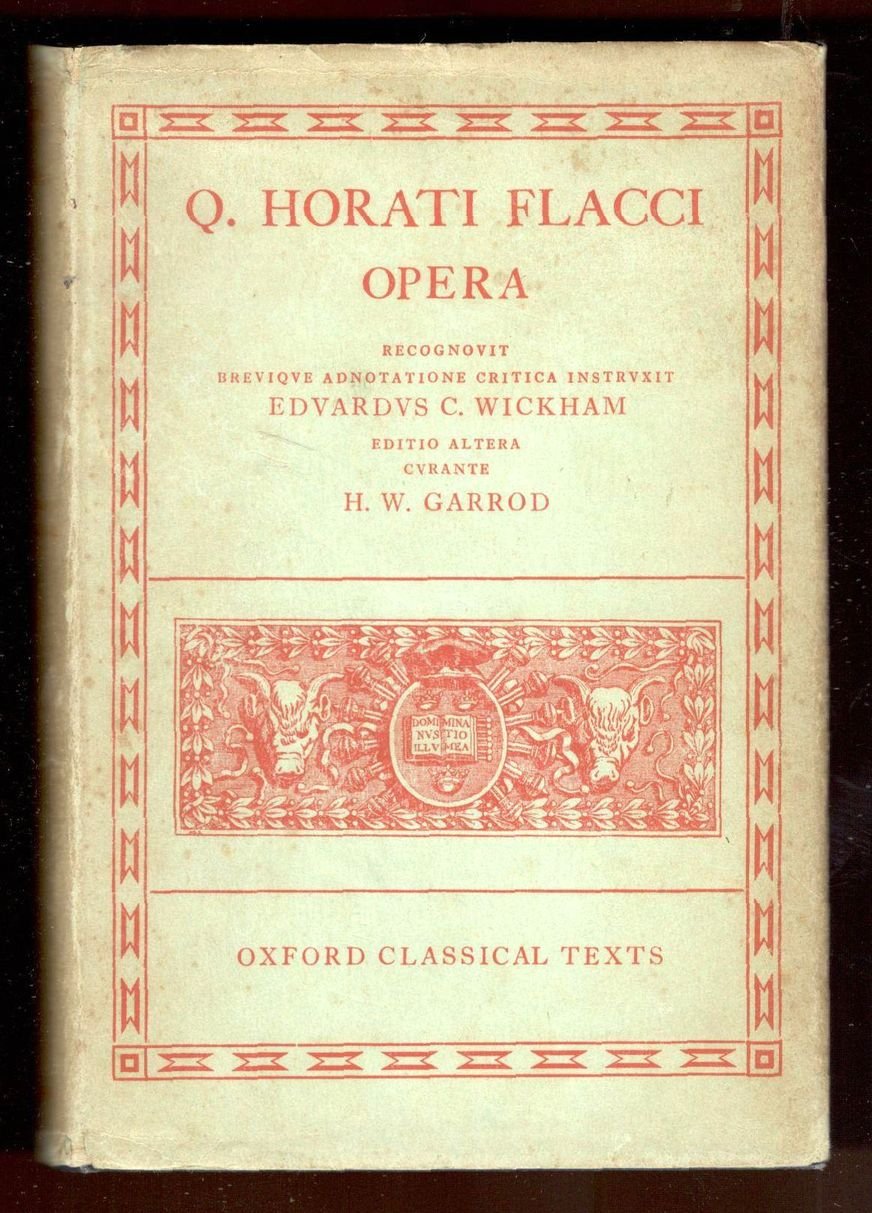 Q. HORATI FLACCI
OPERA
RECOGNOVIT
BREVIQVE ADNOTATIONE CRITICA INSTRVXIT
EDVARDVS C. WICKHAM
EDITIO ALTERA
CVRANTE
H. W. GARROD
DOMI MINA
NVS TIO
ILLV MEA
OXFORD CLASSICAL TEXTS